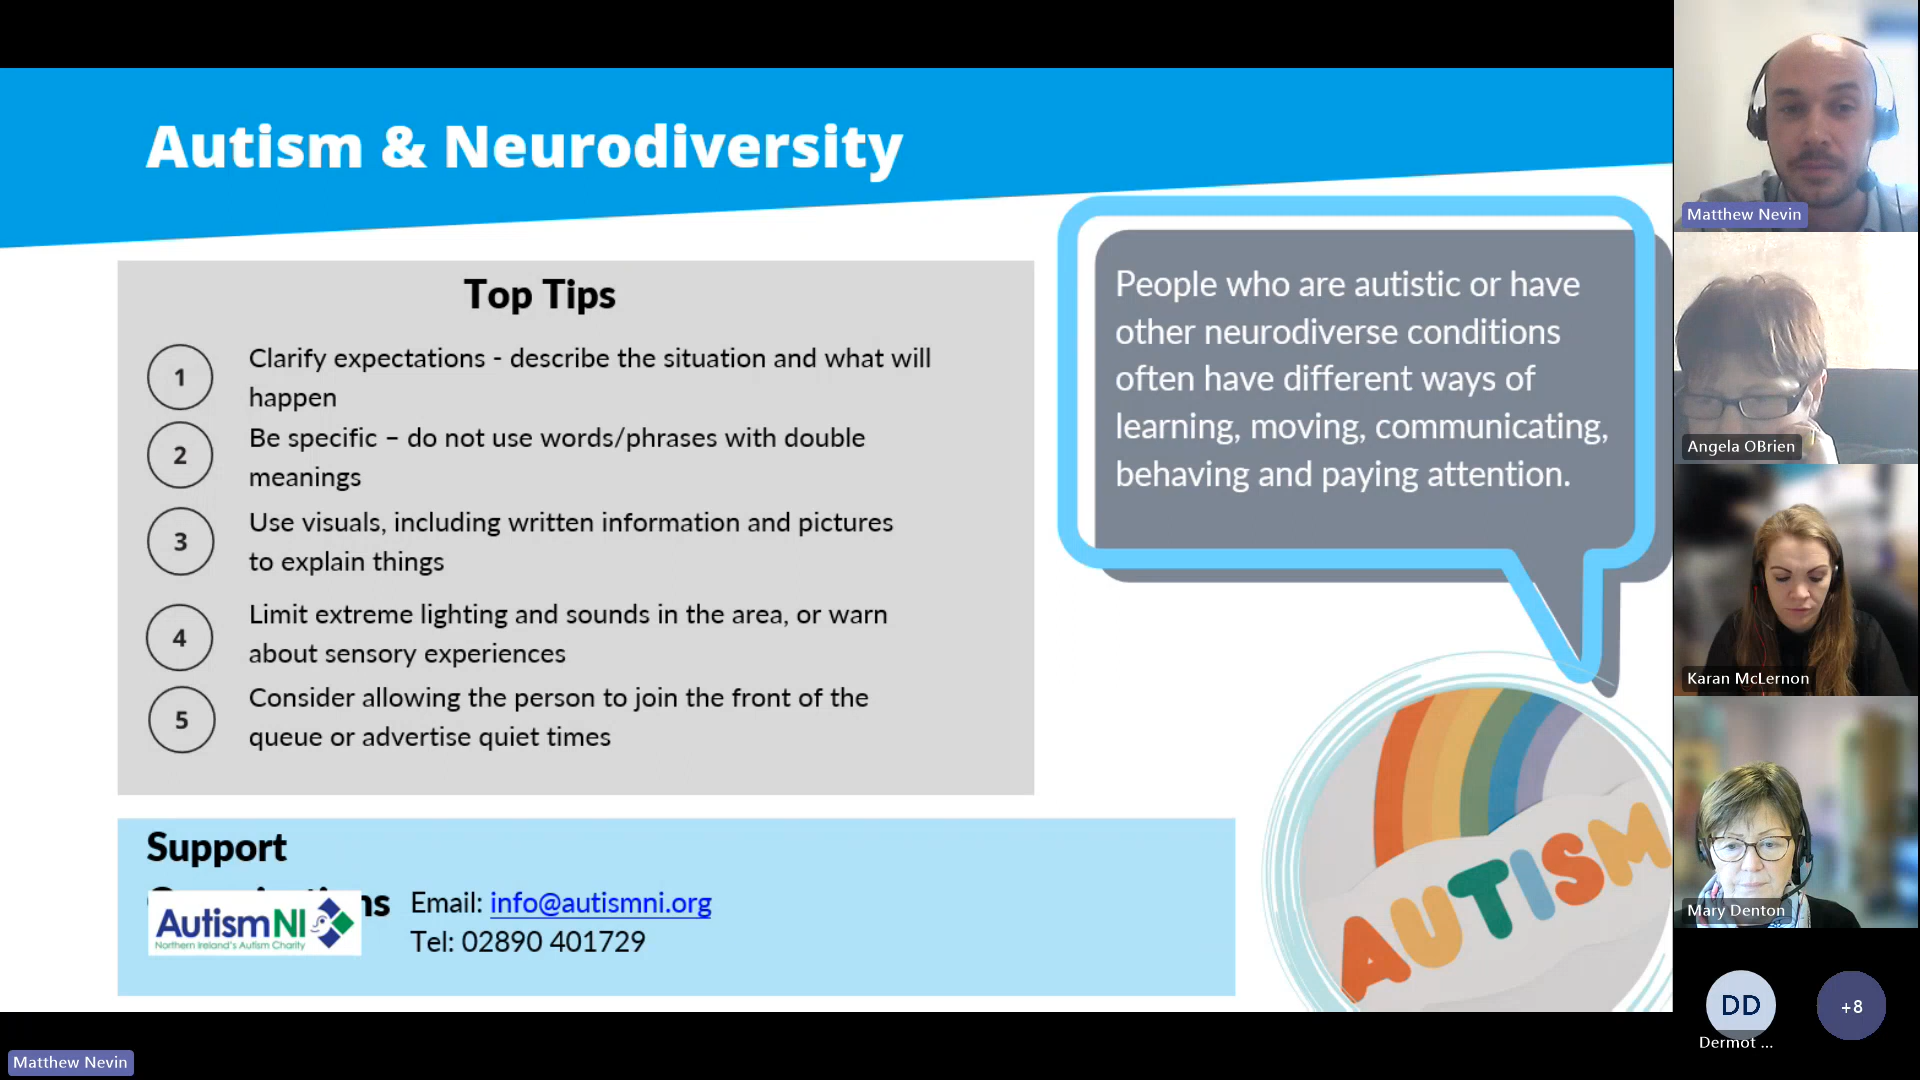 Autism & Neurodiversity
Top Tips
1
Clarify expectations - describe the situation and what will
happen
2
Be specific – do not use words/phrases with double
meanings
3
Use visuals, including written information and pictures
to explain things
4
Limit extreme lighting and sounds in the area, or warn
about sensory experiences
5
Consider allowing the person to join the front of the
queue or advertise quiet times
People who are autistic or have
other neurodiverse conditions
often have different ways of
learning, moving, communicating,
behaving and paying attention.
Support
AutismNI
Northern Ireland's Autism Charity
Email: info@autismni.org
Tel: 02890 401729
AUTISM
Matthew Nevin
Angela OBrien
Karan McLernon
Mary Denton
DD
Dermot ...
+8
Matthew Nevin